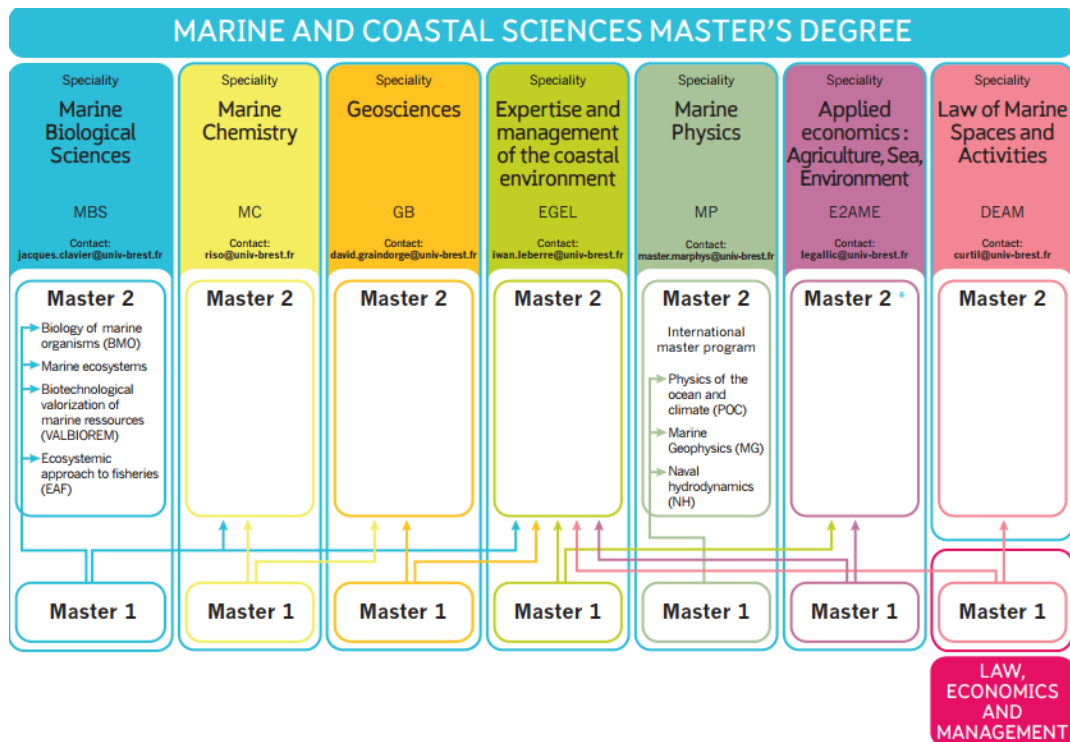 MARINE AND COASTAL SCIENCES MASTER'S DEGREE
Speciality
Marine
Biological
Sciences
MBS
Contact:
jacques.clavier@univ-brest.fr
Speciality
Marine
Chemistry
MC
Contact:
riso@univ-brest.fr
Speciality
Geosciences
GB
Contact:
david.graindorge@univ-brest.fr
Speciality
Expertise and
management
of the coastal
environment
EGEL
Contact:
iwan.leberre@univ-brest.fr
Speciality
Marine
Physics
MP
Contact:
master.marphys@univ-brest.fr
Speciality
Applied
economics :
Agriculture, Sea,
Environment
E2AME
Contact:
legallic@univ-brest.fr
Speciality
Law of Marine
Spaces and
Activities
DEAM
Contact:
curtil@univ-brest.fr
Master 2
Biology of marine
organisms (BMO)
Marine ecosystems
Biotechnological
valorization of
marine ressources
(VALBIOREM)
Ecosystemic
approach to fisheries
(EAF)
Master 2
Master 2
Master 2
Master 2
International
master program
Physics of the
ocean and
climate (POC)
Marine
Geophysics (MG)
Naval
hydrodynamics
(NH)
Master 2 *
Master 2
Master 1
Master 1
Master 1
Master 1
Master 1
Master 1
Master 1
LAW,
ECONOMICS
AND
MANAGEMENT